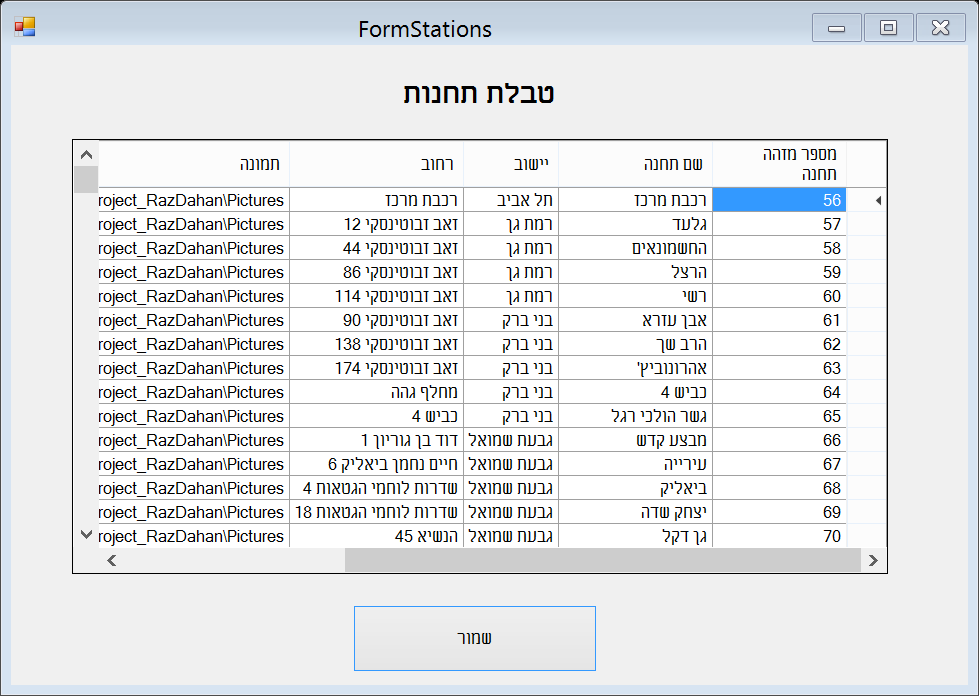 FormStations
טבלת תחנות
מספר מזהה תחנה שם תחנה יישוב רחוב תמונה
56 רכבת מרכז תל אביב רכבת מרכז roject_RazDahan\Pictures
57 גלעד רמת גן זאב זבוטינסקי 12 roject_RazDahan\Pictures
58 החשמונאים רמת גן זאב זבוטינסקי 44 roject_RazDahan\Pictures
59 הרצל רמת גן זאב זבוטינסקי 86 roject_RazDahan\Pictures
60 רשי רמת גן זאב זבוטינסקי 114 roject_RazDahan\Pictures
61 אבן עזרא בני ברק זאב זבוטינסקי 90 roject_RazDahan\Pictures
62 הרב שך בני ברק זאב זבוטינסקי 138 roject_RazDahan\Pictures
63 אהרונוביץ' בני ברק זאב זבוטינסקי 174 roject_RazDahan\Pictures
64 כביש 4 בני ברק מחלף גהה roject_RazDahan\Pictures
65 גשר הולכי רגל בני ברק כביש 4 roject_RazDahan\Pictures
66 מבצע קדש גבעת שמואל דוד בן גוריון 1 roject_RazDahan\Pictures
67 עירייה גבעת שמואל חיים נחמן ביאליק 6 roject_RazDahan\Pictures
68 ביאליק גבעת שמואל שדרות לוחמי הגטאות 4 roject_RazDahan\Pictures
69 יצחק שדה גבעת שמואל שדרות לוחמי הגטאות 18 roject_RazDahan\Pictures
70 גן דקל גבעת שמואל הנשיא 45 roject_RazDahan\Pictures
שמור